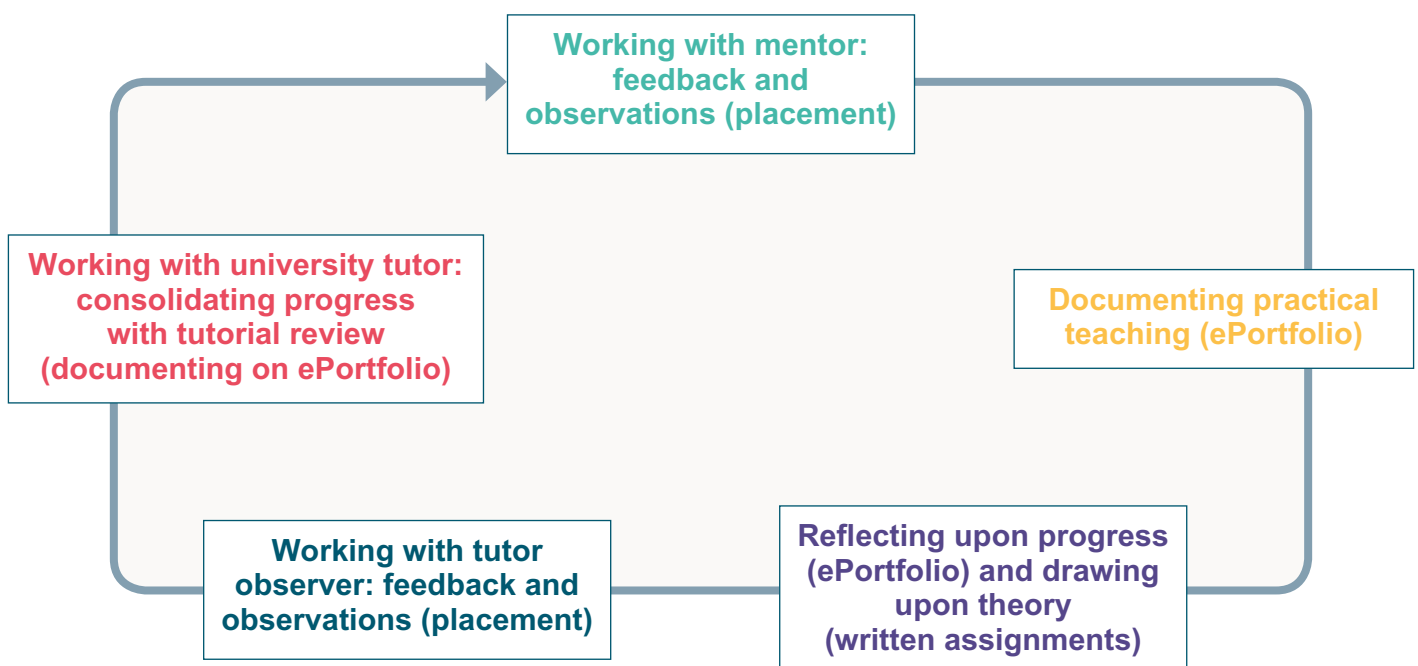 Working with mentor:
feedback and
observations (placement)
Working with university tutor:
consolidating progress
with tutorial review
(documenting on ePortfolio)
Documenting practical
teaching (ePortfolio)
Working with tutor
observer: feedback and
observations (placement)
Reflecting upon progress
(ePortfolio) and drawing
upon theory
(written assignments)